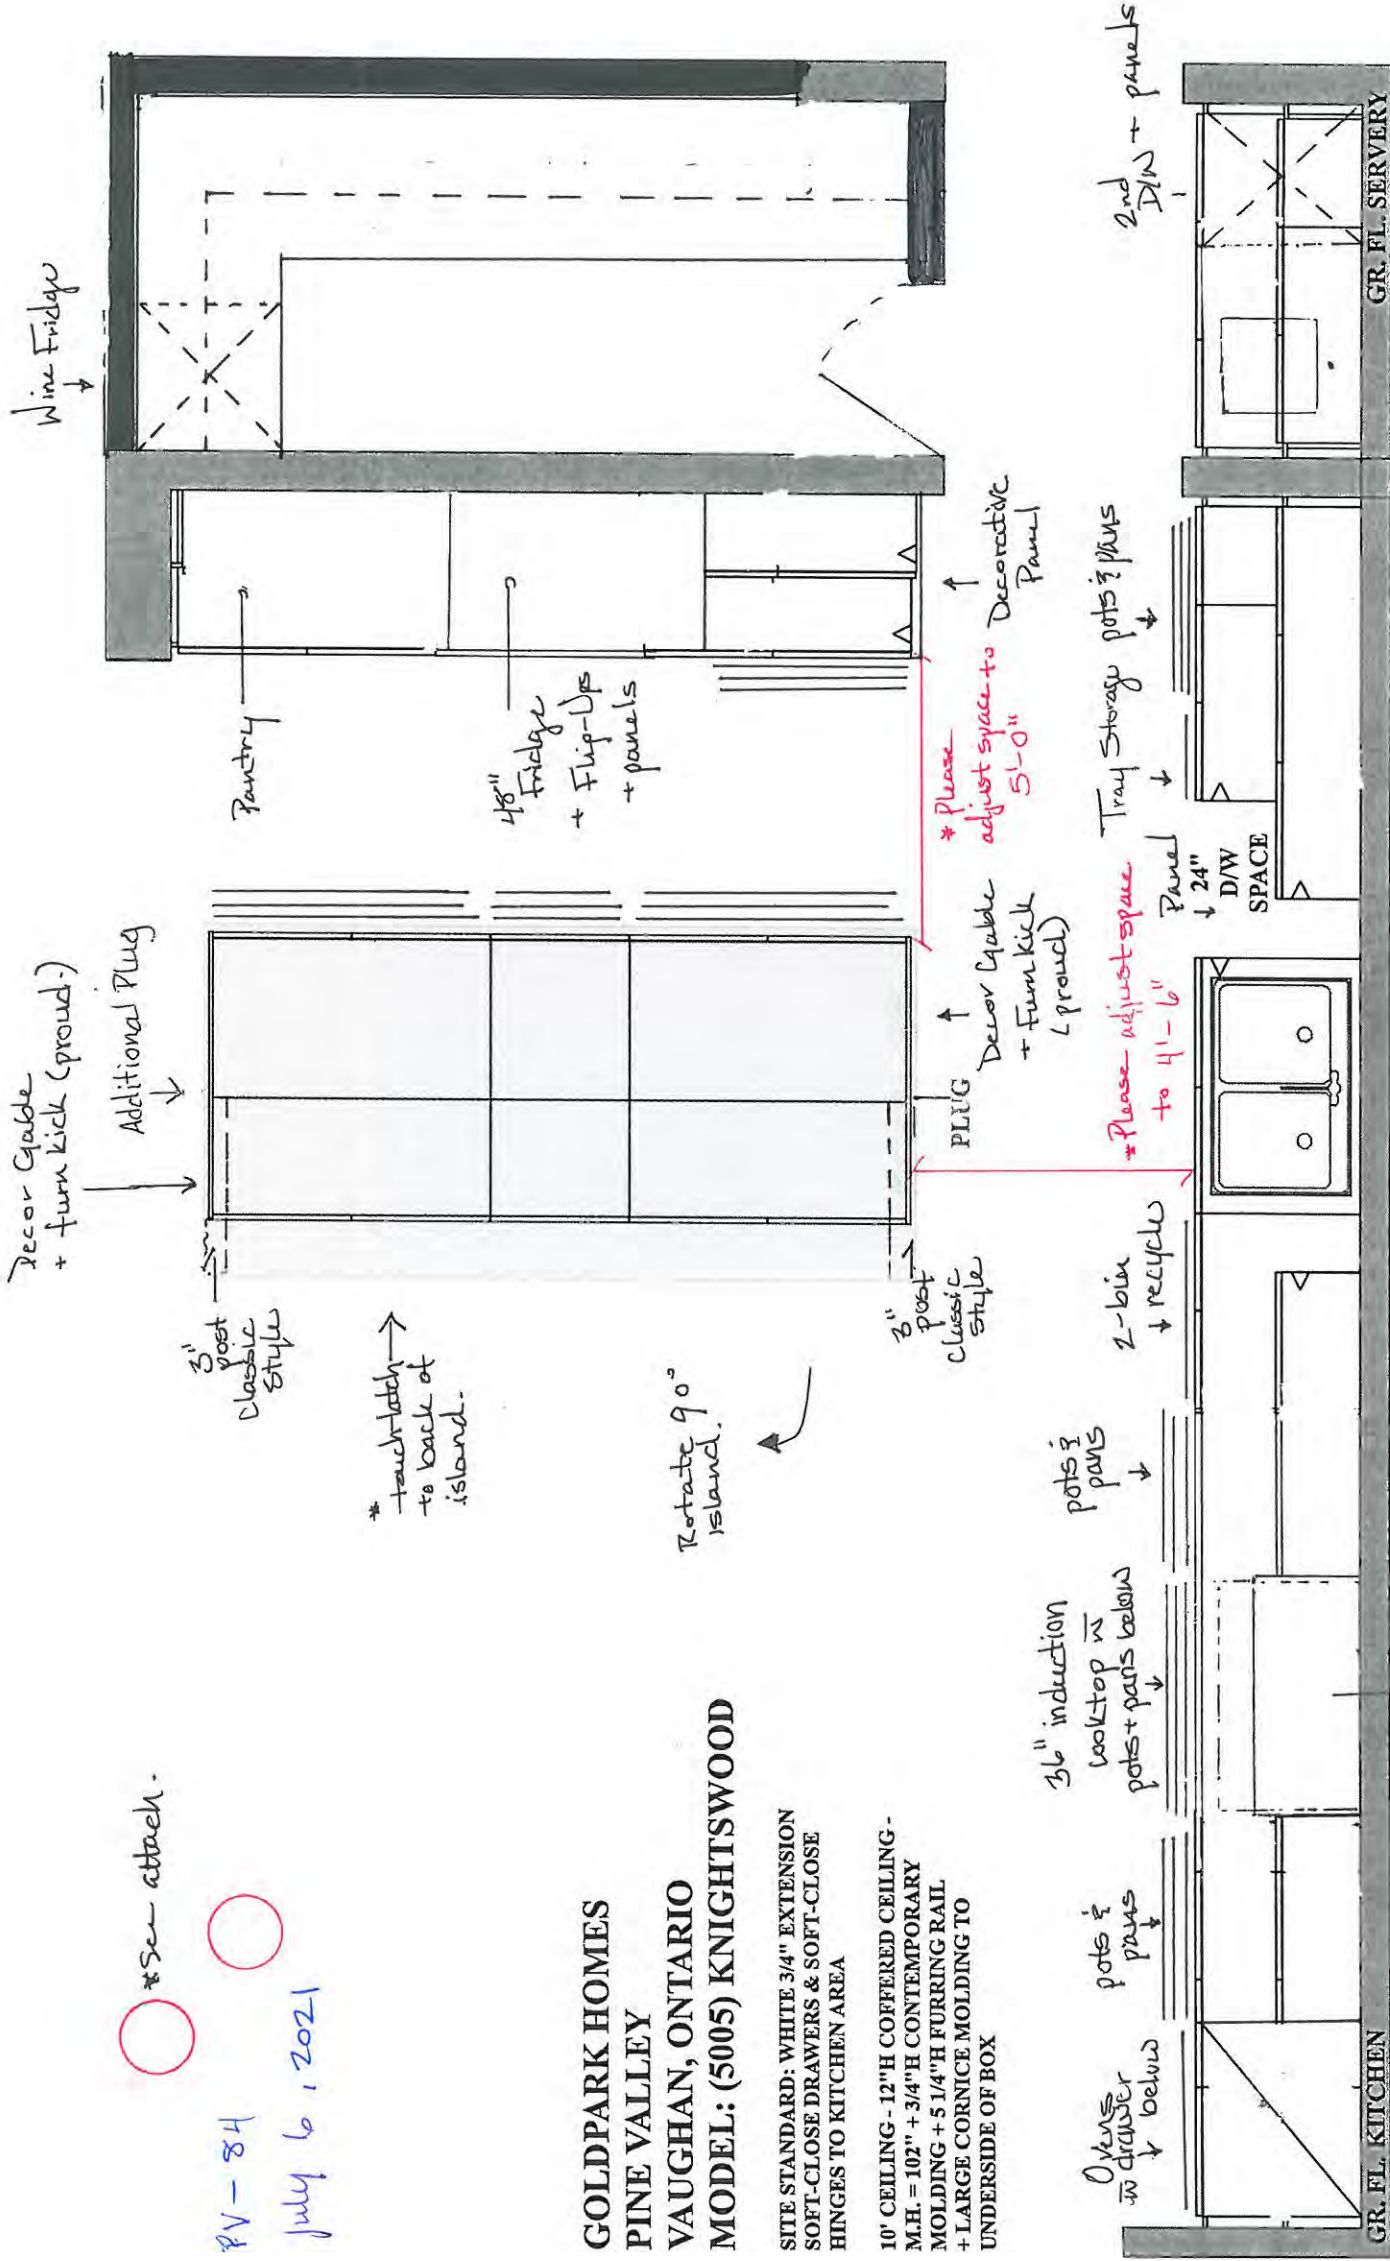 PV - 84
July 6, 2021
*See attach.
GOLDPARK HOMES
PINE VALLEY
VAUGHAN, ONTARIO
MODEL: (5005) KNIGHTSWOOD
SITE STANDARD: WHITE 3/4" EXTENSION
SOFT-CLOSE DRAWERS & SOFT-CLOSE
HINGES TO KITCHEN AREA
10' CEILING - 12"H COFFERED CEILING -
M.H. = 102" + 3/4"H CONTEMPORARY
MOLDING + 5 1/4"H FURRING RAIL
+ LARGE CORNICE MOLDING TO
UNDERSIDE OF BOX
Decor Gable
+ furn kick (proud.)
Additional Plug
3"
post
Classic
Style
*
touch-latch
to back of
island.
Rotate 90°
island.
3"
post
Classic
Style
PLUG
Decor Gable
+ Furn kick
(proud)
Wine Fridge
Pantry
48"
Fridge
+ Flip-Ups
+ panels
Decorative
Panel
* Please
adjust space to
5'-0"
*Please adjust space
to 4'-6"
Ovens
w drawer
below
pots &
pans
36" induction
cooktop w
pots + pans below
pots &
pans
2-bin
recycle
Panel
24"
D/W
SPACE
Tray Storage
pots & pans
2nd
D/W + panels
GR. FL. KITCHEN
GR. FL. SERVERY